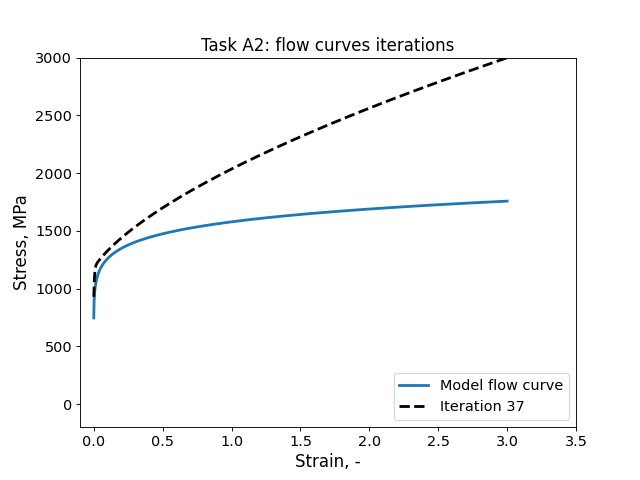 Task A2: flow curves iterations
3000
2500
2000
1500
1000
500
0
Stress, MPa
Model flow curve
Iteration 37
0.0 0.5 1.0 1.5 2.0 2.5 3.0 3.5
Strain, -